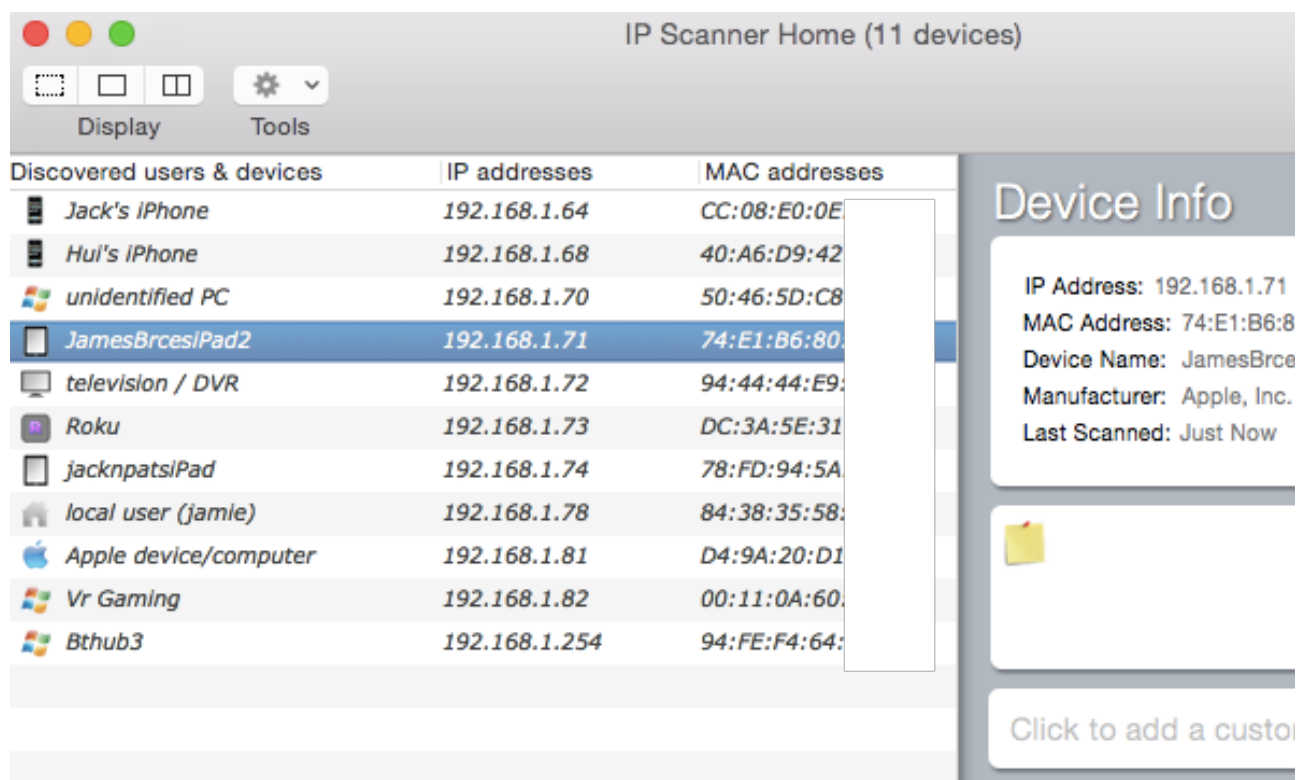 IP Scanner Home (11 devices)
Display Tools
Discovered users & devices IP addresses MAC addresses
Jack's iPhone 192.168.1.64 CC:08:E0:0E
Hui's iPhone 192.168.1.68 40:A6:D9:42
unidentified PC 192.168.1.70 50:46:5D:C8
JamesBrcesiPad2 192.168.1.71 74:E1:B6:80:
television / DVR 192.168.1.72 94:44:44:E9:
Roku 192.168.1.73 DC:3A:5E:31
jacknpatsiPad 192.168.1.74 78:FD:94:5A
local user (jamie) 192.168.1.78 84:38:35:58:
Apple device/computer 192.168.1.81 D4:9A:20:D1
Vr Gaming 192.168.1.82 00:11:0A:60:
Bthub3 192.168.1.254 94:FE:F4:64:
Device Info
IP Address: 192.168.1.71
MAC Address: 74:E1:B6:8
Device Name: JamesBrce
Manufacturer: Apple, Inc.
Last Scanned: Just Now
Click to add a custo